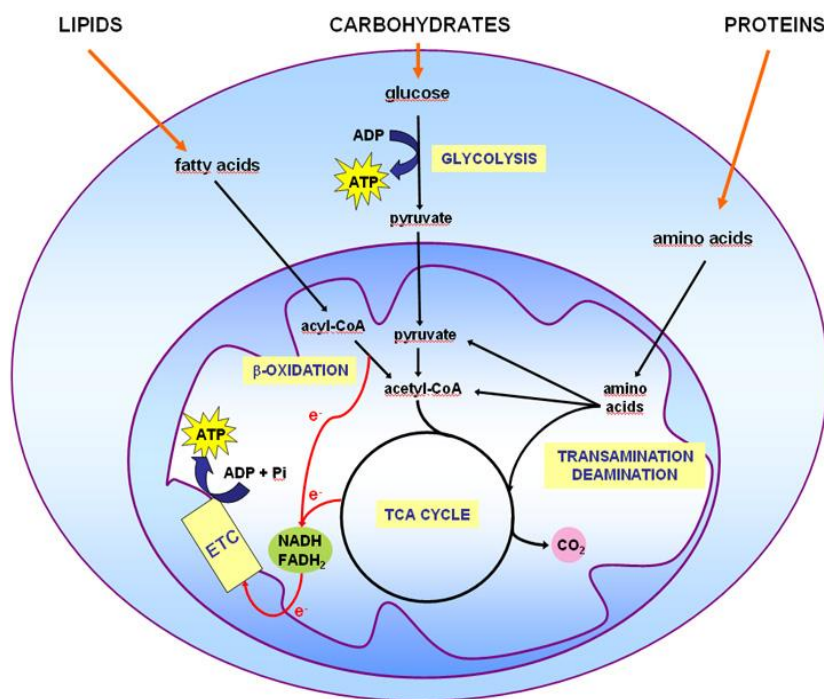 LIPIDS
CARBOHYDRATES
PROTEINS
glucose
ADP
GLYCOLYSIS
fatty acids
ATP
pyruvate
amino acids
acyl-CoA
pyruvate
β-OXIDATION
acetyl-CoA
amino
acids
e-
ATP
ADP + Pi
TRANSAMINATION
DEAMINATION
e-
TCA CYCLE
ETC
NADH
FADH₂
CO₂
e-